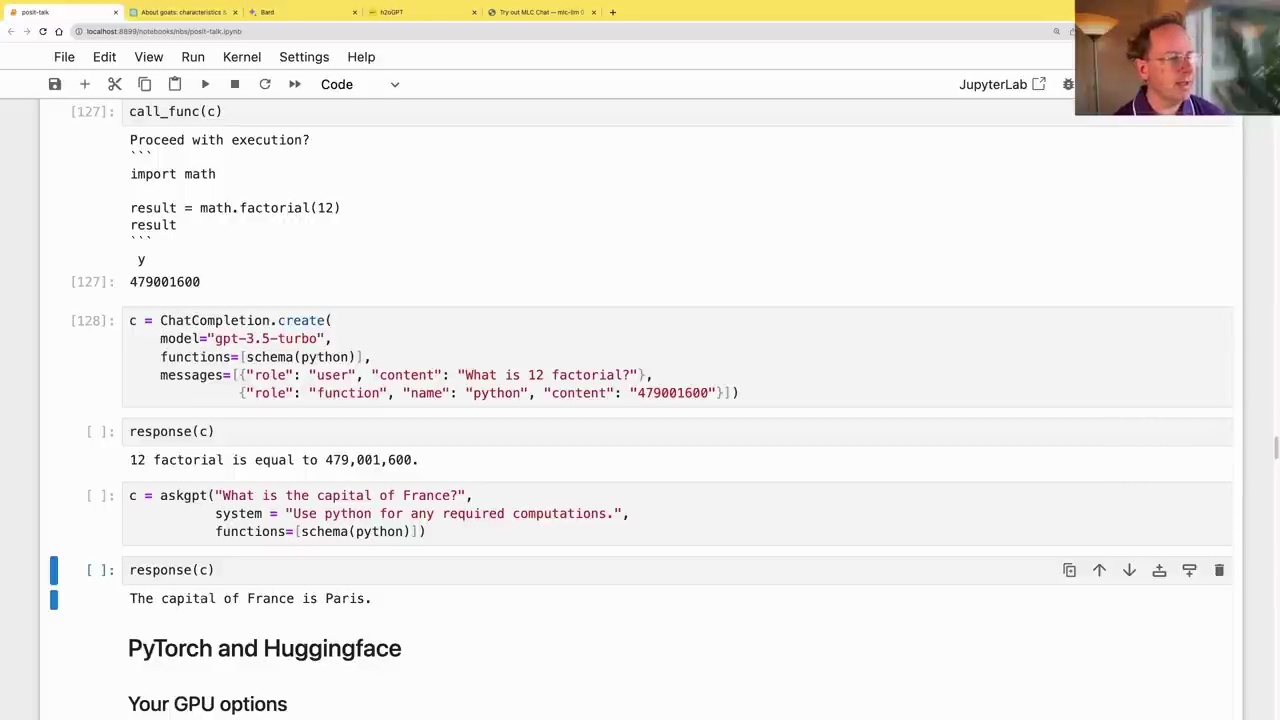 posit-talk
About goats: characteristics &
Bard
h2oGPT
Try out MLC Chat — mlc-llm 0
localhost:8899/notebooks/nbs/posit-talk.ipynb
File Edit View Run Kernel Settings Help
Code
JupyterLab
[127]: call_func(c)
Proceed with execution?
```
import math
result = math.factorial(12)
result
```
y
[127]: 479001600
[128]: c = ChatCompletion.create(
model="gpt-3.5-turbo",
functions=[schema(python)],
messages=[{"role": "user", "content": "What is 12 factorial?"},
{"role": "function", "name": "python", "content": "479001600"}])
[ ]: response(c)
12 factorial is equal to 479,001,600.
[ ]: c = askgpt("What is the capital of France?",
system = "Use python for any required computations.",
functions=[schema(python)])
[ ]: response(c)
The capital of France is Paris.
PyTorch and Huggingface
Your GPU options